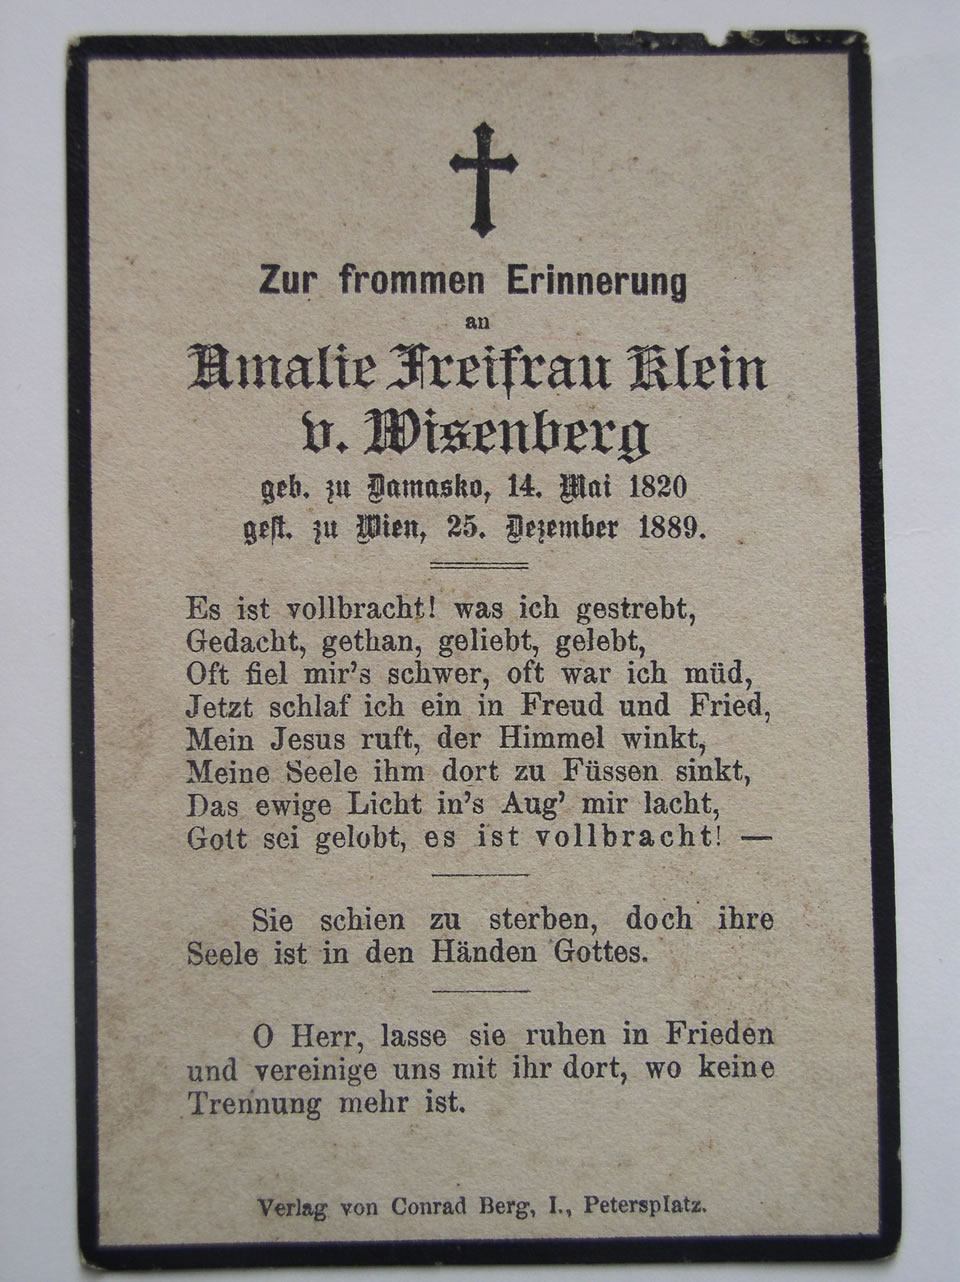 Zur frommen Erinnerung
an
Amalie Freifrau Klein
v. Wisenberg
geb. zu Damasko, 14. Mai 1820
gest. zu Wien, 25. Dezember 1889.
Es ist vollbracht! was ich gestrebt,
Gedacht, gethan, geliebt, gelebt,
Oft fiel mir's schwer, oft war ich müd,
Jetzt schlaf ich ein in Freud und Fried,
Mein Jesus ruft, der Himmel winkt,
Meine Seele ihm dort zu Füssen sinkt,
Das ewige Licht in's Aug' mir lacht,
Gott sei gelobt, es ist vollbracht! —
Sie schien zu sterben, doch ihre
Seele ist in den Händen Gottes.
O Herr, lasse sie ruhen in Frieden
und vereinige uns mit ihr dort, wo keine
Trennung mehr ist.
Verlag von Conrad Berg, I., Petersplatz.